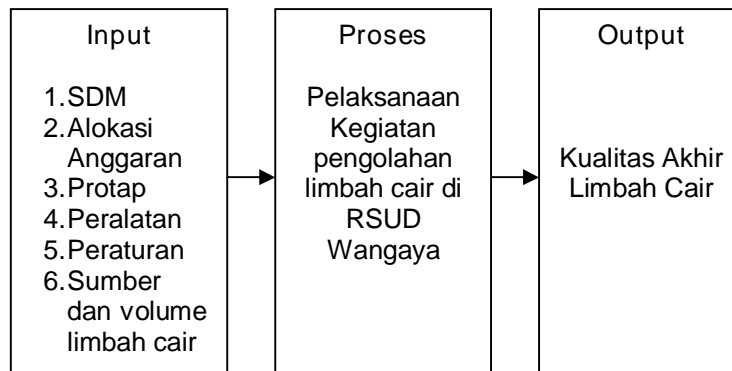 Input
1.SDM
2.Alokasi
Anggaran
3.Protap
4.Peralatan
5.Peraturan
6.Sumber
dan volume
limbah cair
Proses
Pelaksanaan
Kegiatan
pengolahan
limbah cair di
RSUD
Wangaya
Output
Kualitas Akhir
Limbah Cair